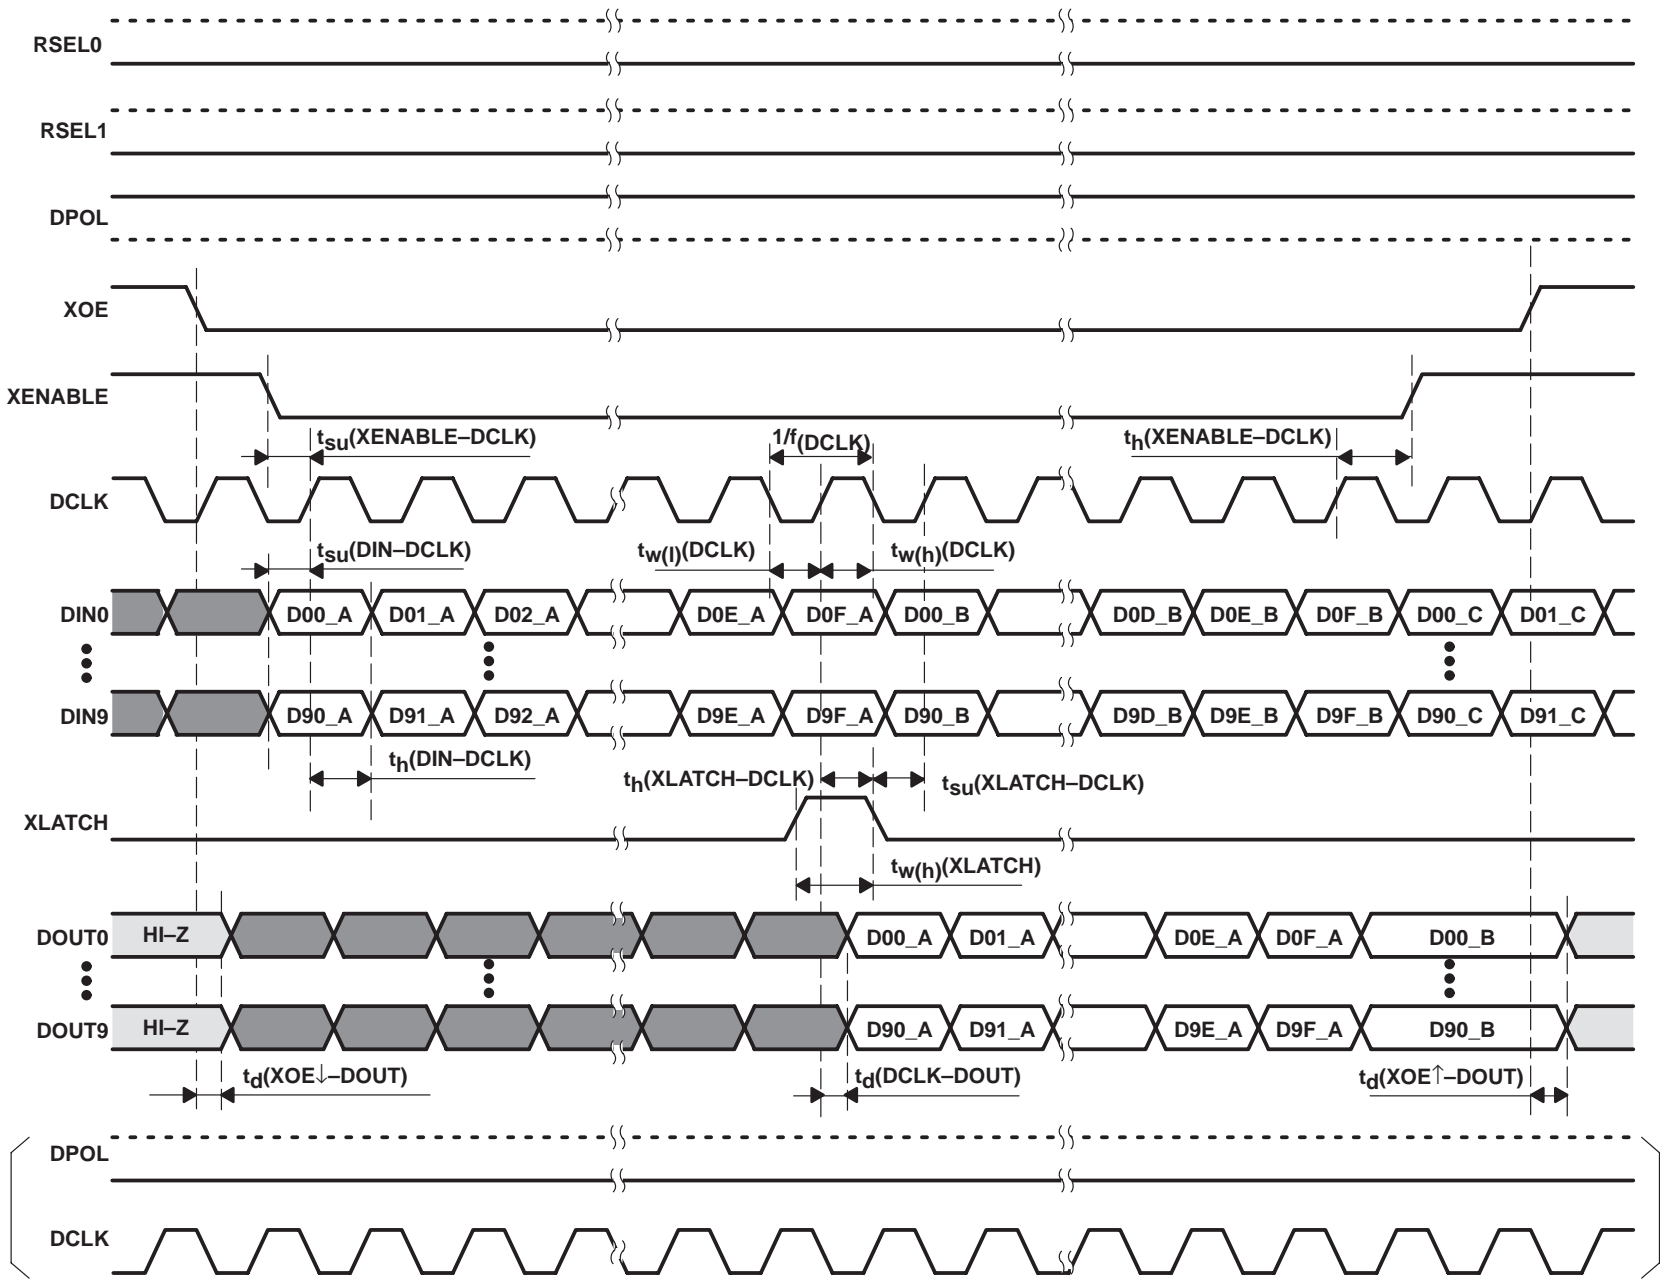 RSEL0
RSEL1
DPOL
XOE
XENABLE
tsu(XENABLE–DCLK)
1/f(DCLK)
th(XENABLE–DCLK)
DCLK
tsu(DIN–DCLK)
tw(l)(DCLK)
tw(h)(DCLK)
DIN0
D00_A
D01_A
D02_A
D0E_A
D0F_A
D00_B
D0D_B
D0E_B
D0F_B
D00_C
D01_C
DIN9
D90_A
D91_A
D92_A
D9E_A
D9F_A
D90_B
D9D_B
D9E_B
D9F_B
D90_C
D91_C
th(DIN–DCLK)
th(XLATCH–DCLK)
tsu(XLATCH–DCLK)
XLATCH
tw(h)(XLATCH)
DOUT0
HI–Z
D00_A
D01_A
D0E_A
D0F_A
D00_B
DOUT9
HI–Z
D90_A
D91_A
D9E_A
D9F_A
D90_B
td(XOE↓–DOUT)
td(DCLK–DOUT)
td(XOE↑–DOUT)
DPOL
DCLK